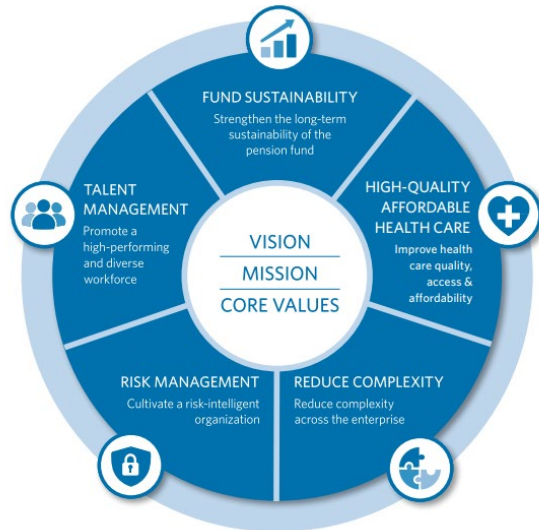 FUND SUSTAINABILITY
Strengthen the long-term
sustainability of the
pension fund
HIGH-QUALITY
AFFORDABLE
HEALTH CARE
Improve health
care quality,
access &
affordability
REDUCE COMPLEXITY
Reduce complexity
across the enterprise
RISK MANAGEMENT
Cultivate a risk-intelligent
organization
TALENT
MANAGEMENT
Promote a
high-performing
and diverse
workforce
VISION
MISSION
CORE VALUES